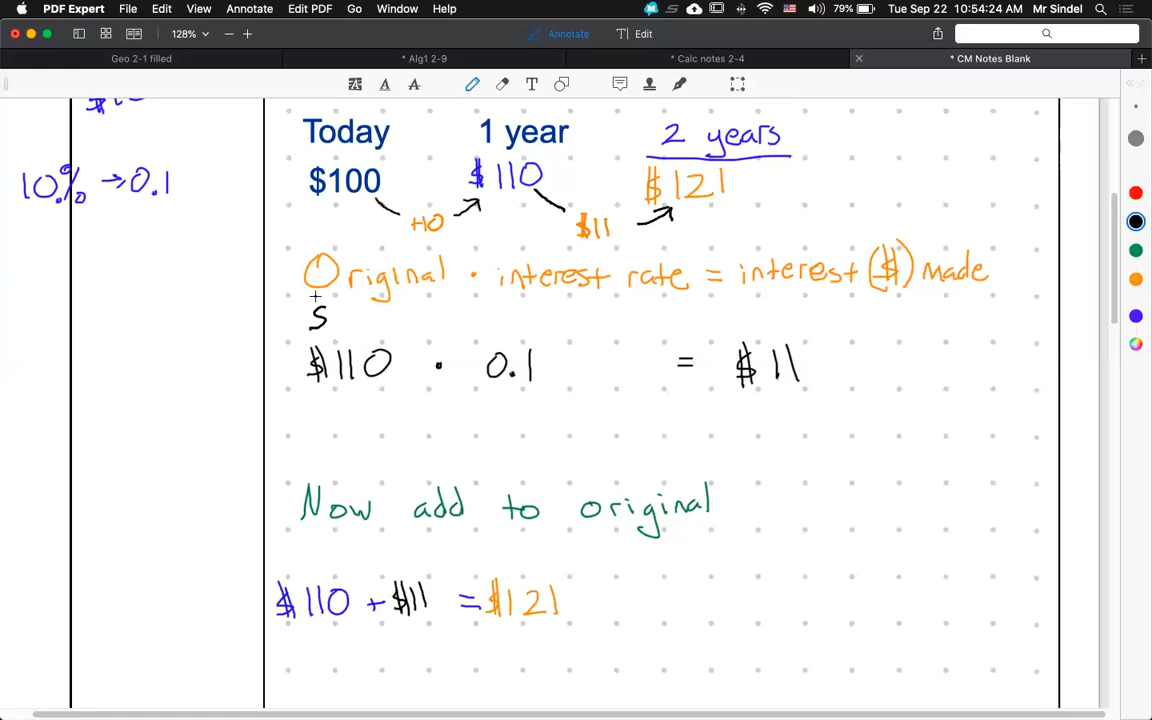 PDF Expert File Edit View Annotate Edit PDF Go Window Help 79% Tue Sep 22 10:54:24 AM Mr Sindel
128% Annotate Edit
Geo 2-1 filled * Alg1 2-9 * Calc notes 2-4 * CM Notes Blank
Today 1 year 2 years
10% → 0.1 $100 $110 $121
+10 $11
Original · interest rate = interest ($) made
S
$110 · 0.1 = $11
Now add to original
$110 + $11 = $121